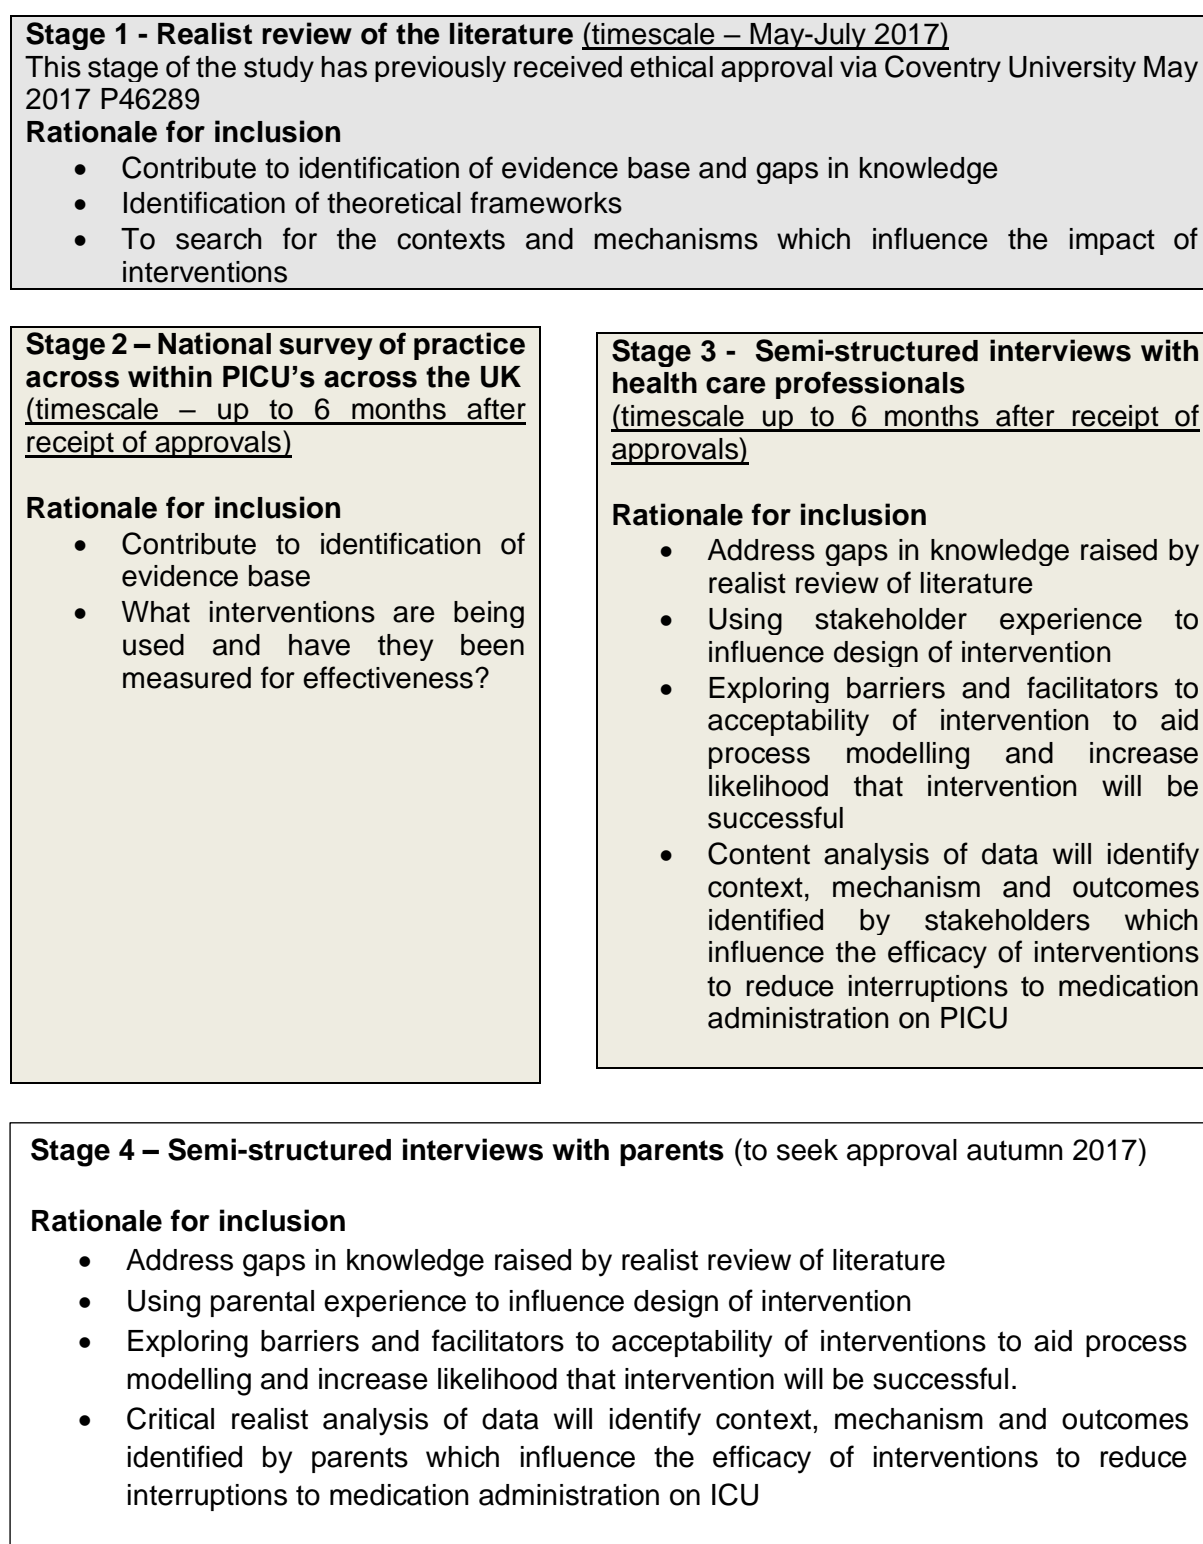 Stage 1 - Realist review of the literature (timescale – May-July 2017)
This stage of the study has previously received ethical approval via Coventry University May
2017 P46289
Rationale for inclusion
• Contribute to identification of evidence base and gaps in knowledge
• Identification of theoretical frameworks
• To search for the contexts and mechanisms which influence the impact of
interventions
Stage 2 – National survey of practice
across within PICU's across the UK
(timescale – up to 6 months after
receipt of approvals)
Rationale for inclusion
• Contribute to identification of
evidence base
• What interventions are being
used and have they been
measured for effectiveness?
Stage 3 - Semi-structured interviews with
health care professionals
(timescale up to 6 months after receipt of
approvals)
Rationale for inclusion
• Address gaps in knowledge raised by
realist review of literature
• Using stakeholder experience to
influence design of intervention
• Exploring barriers and facilitators to
acceptability of intervention to aid
process modelling and increase
likelihood that intervention will be
successful
• Content analysis of data will identify
context, mechanism and outcomes
identified by stakeholders which
influence the efficacy of interventions
to reduce interruptions to medication
administration on PICU
Stage 4 – Semi-structured interviews with parents (to seek approval autumn 2017)
Rationale for inclusion
• Address gaps in knowledge raised by realist review of literature
• Using parental experience to influence design of intervention
• Exploring barriers and facilitators to acceptability of interventions to aid process
modelling and increase likelihood that intervention will be successful.
• Critical realist analysis of data will identify context, mechanism and outcomes
identified by parents which influence the efficacy of interventions to reduce
interruptions to medication administration on ICU